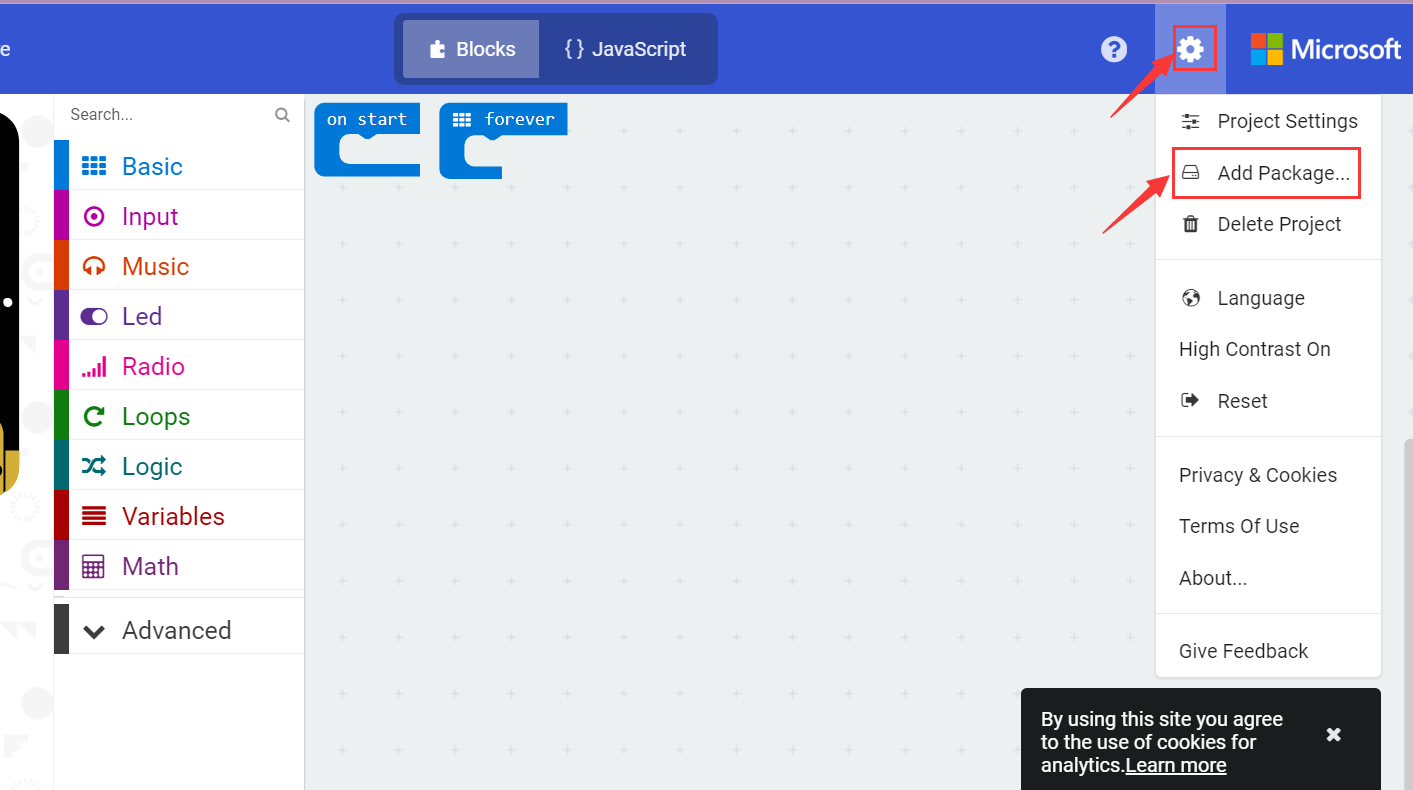 e
Blocks
{ } JavaScript
?
Microsoft
Search...
Basic
Input
Music
Led
Radio
Loops
Logic
Variables
Math
Advanced
on start
forever
Project Settings
Add Package...
Delete Project
Language
High Contrast On
Reset
Privacy & Cookies
Terms Of Use
About...
Give Feedback
By using this site you agree
to the use of cookies for
analytics.Learn more